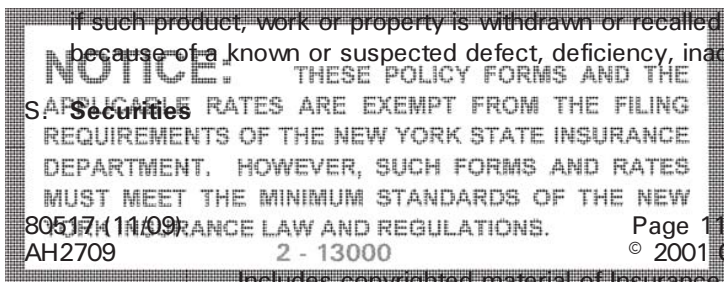 if such product, work or property is withdrawn or recalled
because of a known or suspected defect, deficiency,
NOTICE: THESE POLICY FORMS AND THE
S. Securities
APPLICABLE RATES ARE EXEMPT FROM THE FILING
REQUIREMENTS OF THE NEW YORK STATE INSURANCE
DEPARTMENT. HOWEVER, SUCH FORMS AND RATES
MUST MEET THE MINIMUM STANDARDS OF THE NEW
YORK INSURANCE LAW AND REGULATIONS.
80517 (11/09) Page 11
AH2709 2 - 13000 © 2001
Includes copyrighted material of Insurance